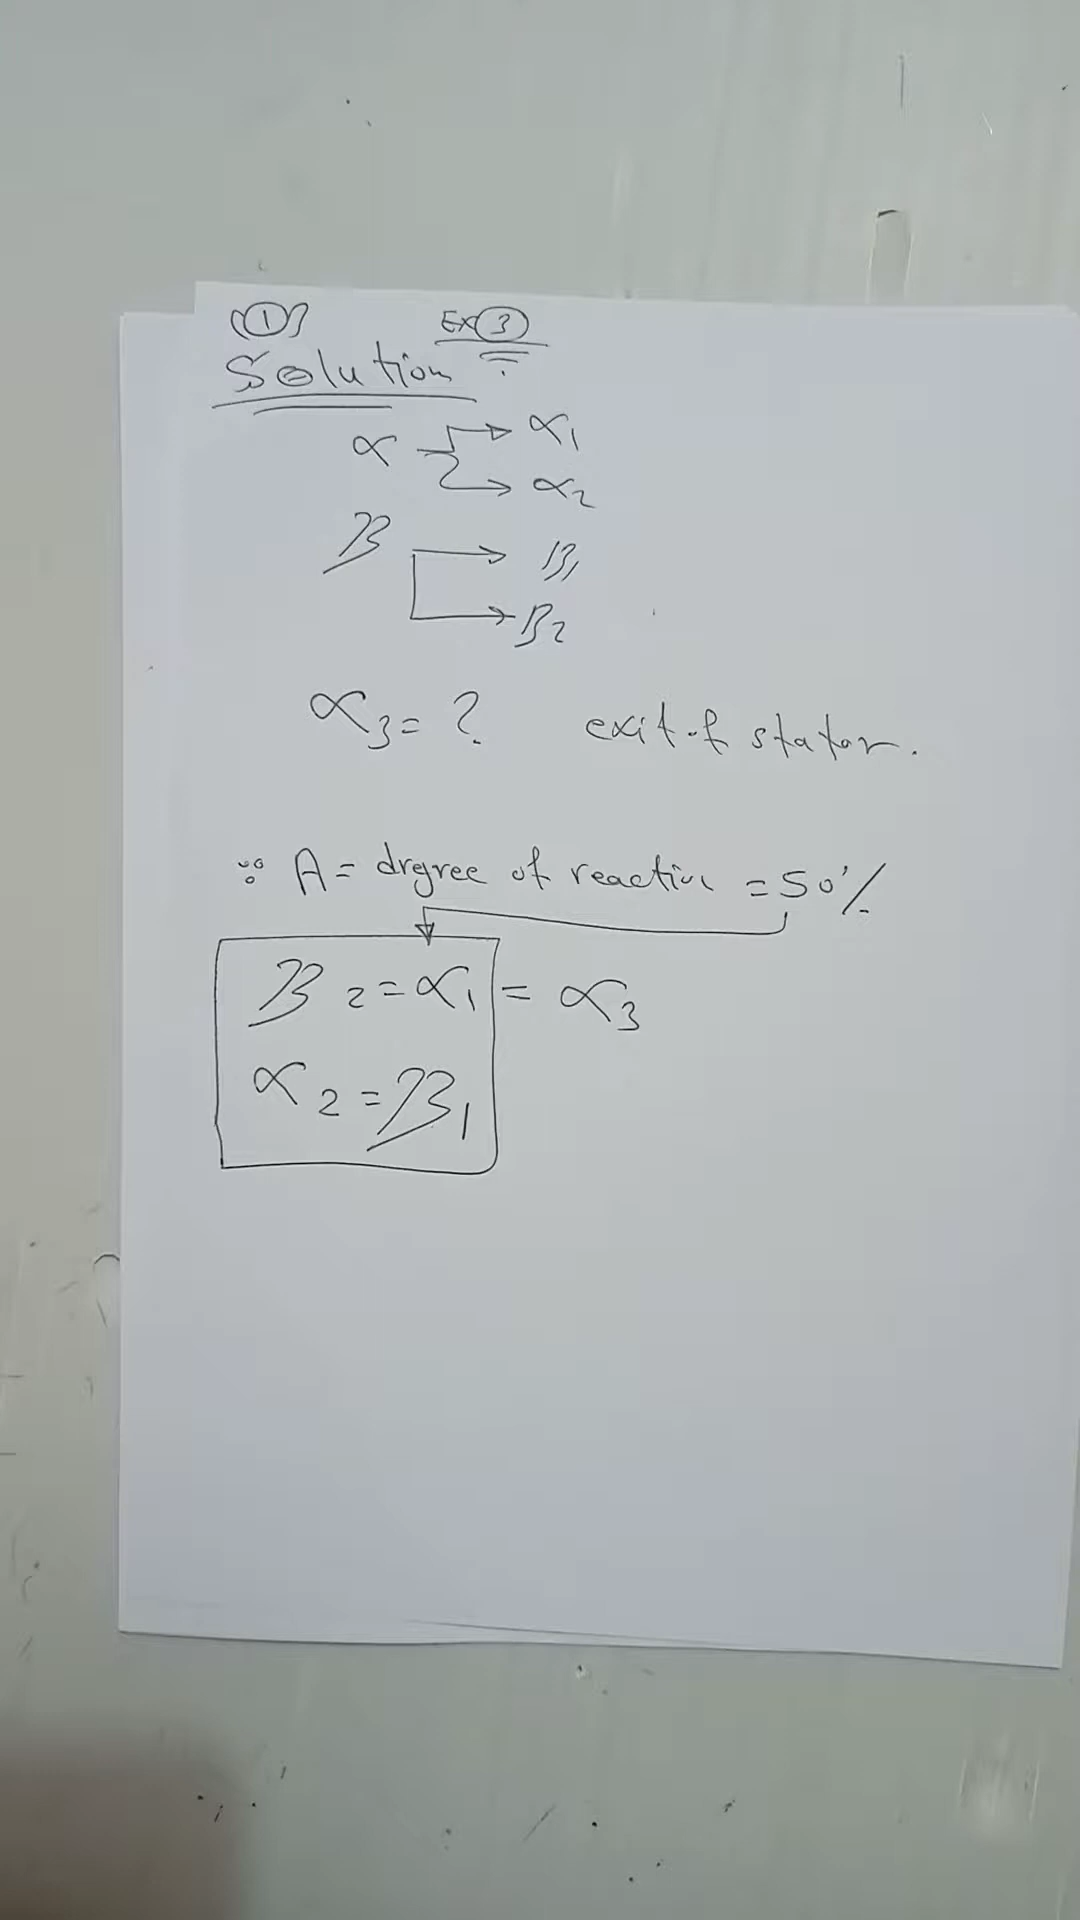 (1) Ex(3)
Solution
α → α1
→ α2
β → β1
→ β2
α3 = ? exit of stator.
∵ Λ = drgree of reaction = 50%
β2 = α1 = α3
α2 = β1